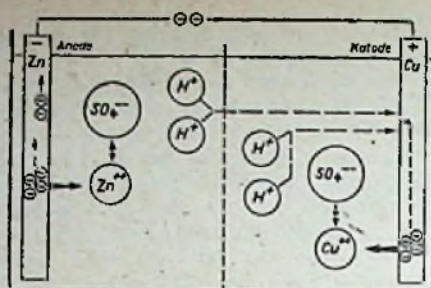 ⊖⊖
− +
Zn Anode Katode Cu
H⁺
SO₄⁻⁻
H⁺
H⁺
SO₄⁻⁻
Zn⁺⁺
H⁺
Cu⁺⁺